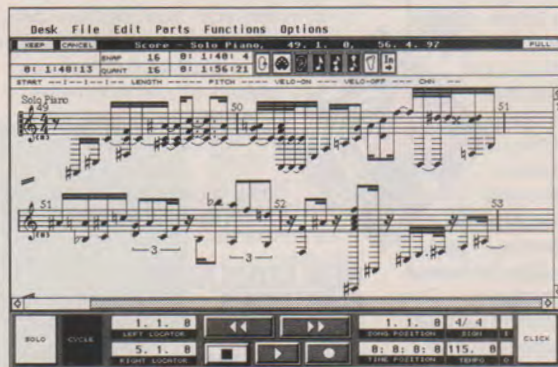 Desk File Edit Parts Functions Options
KEEP CANCEL Score - Solo Piano, 49. 1. 0, 56. 4. 97 FULL
SNAP 16 0: 1:48: 4
0: 1:48:13 QUANT 16 0: 1:56:21 In
START --:--:-- LENGTH ----- PITCH --- VELO-ON --- VELO-OFF --- CHN --
Solo Piano
49 50 51
51 52 53
3 3
SOLO CYCLE 1. 1. 0 1. 1. 0 4/ 4 CLICK
LEFT LOCATOR SONG POSITION SIGN
5. 1. 0 0: 0: 0: 0 115. 0
RIGHT LOCATOR TIME POSITION TEMPO